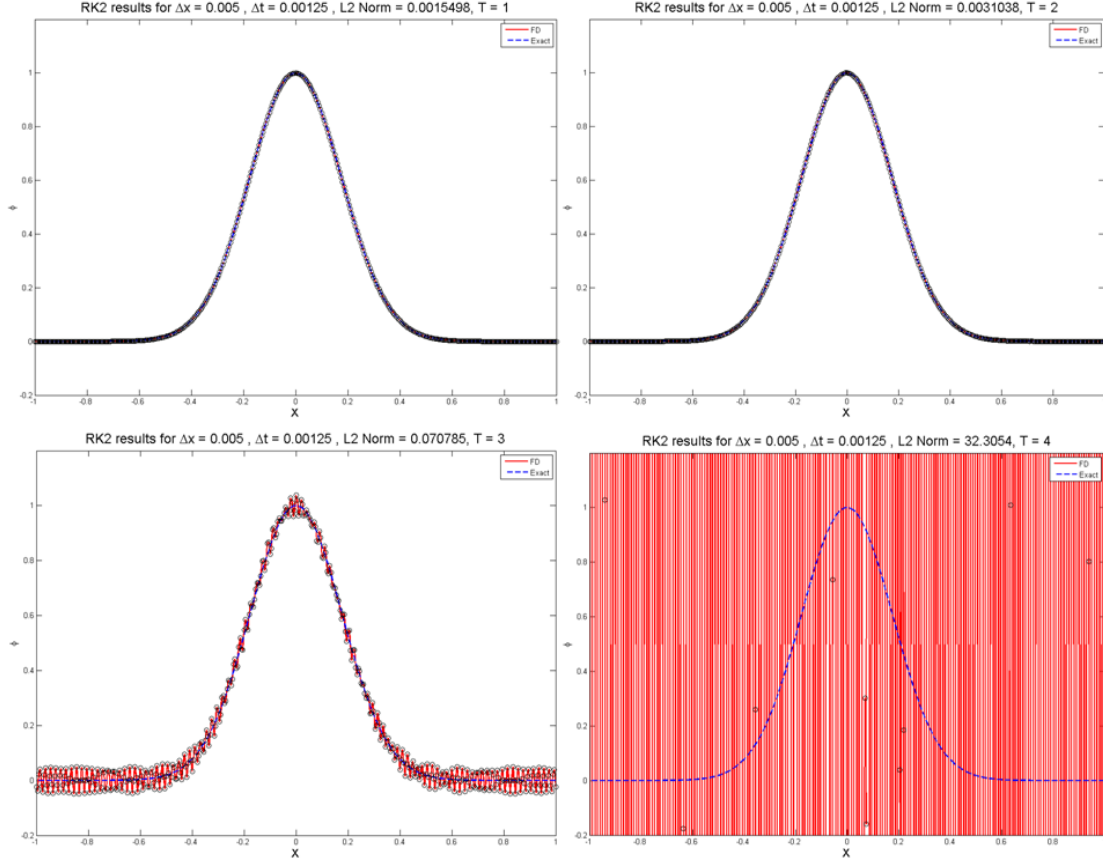 RK2 results for Δx = 0.005 , Δt = 0.00125 , L2 Norm = 0.0015498, T = 1
FD
Exact
1
0.8
0.6
0.4
0.2
0
-0.2
-1 -0.8 -0.6 -0.4 -0.2 0 0.2 0.4 0.6 0.8 1
X
ϕ
RK2 results for Δx = 0.005 , Δt = 0.00125 , L2 Norm = 0.0031038, T = 2
FD
Exact
1
0.8
0.6
0.4
0.2
0
-0.2
-1 -0.8 -0.6 -0.4 -0.2 0 0.2 0.4 0.6 0.8 1
X
ϕ
RK2 results for Δx = 0.005 , Δt = 0.00125 , L2 Norm = 0.070785, T = 3
FD
Exact
1
0.8
0.6
0.4
0.2
0
-0.2
-1 -0.8 -0.6 -0.4 -0.2 0 0.2 0.4 0.6 0.8 1
X
ϕ
RK2 results for Δx = 0.005 , Δt = 0.00125 , L2 Norm = 32.3054, T = 4
FD
Exact
1
0.8
0.6
0.4
0.2
0
-0.2
-1 -0.8 -0.6 -0.4 -0.2 0 0.2 0.4 0.6 0.8
X
ϕ